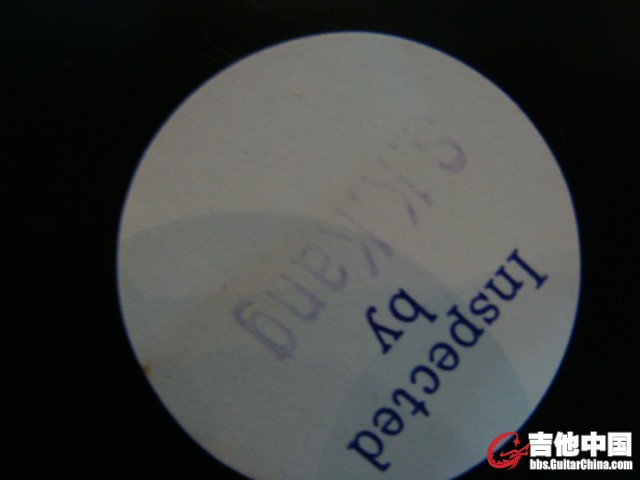 Inspected
by
S.K.Kang
吉他中国
bbs.GuitarChina.com